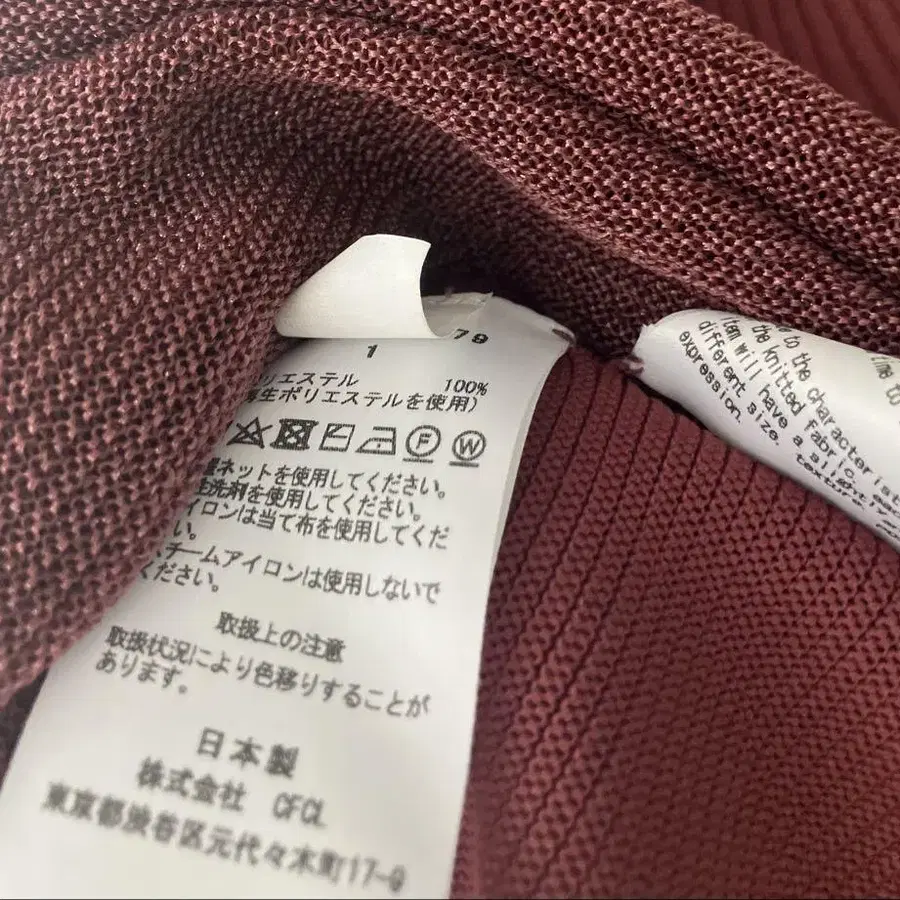 79
1
リエステル 100%
再生ポリエステルを使用)
F W
ネットを使用してください。
洗剤を使用してください。
イロンは当て布を使用してくだ
い。
チームアイロンは使用しないで
ください。
取扱上の注意
取扱状況により色移りすることが
あります。
日本製
株式会社 CFCL
東京都渋谷区元代々木町17-9
to the
the knitted fabric.
item will have a slightly
different size,
expression.